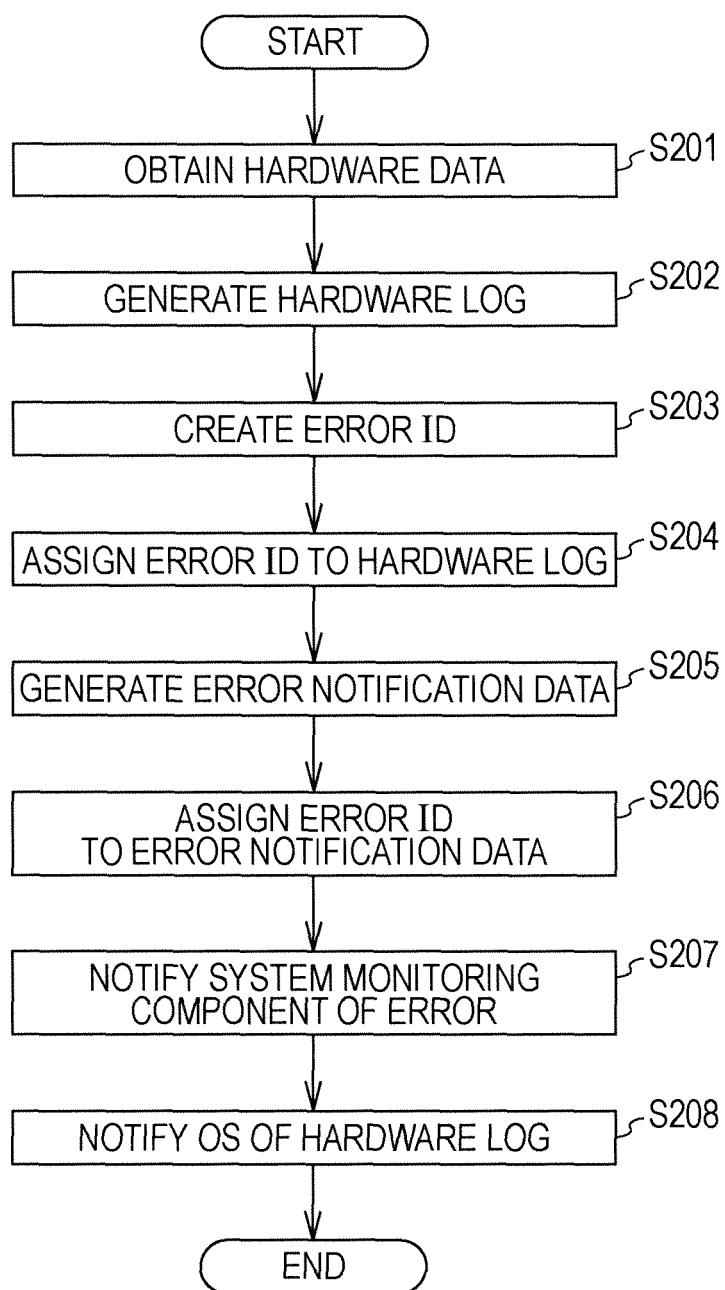 START
OBTAIN HARDWARE DATA
S201
GENERATE HARDWARE LOG
S202
CREATE ERROR ID
S203
ASSIGN ERROR ID TO HARDWARE LOG
S204
GENERATE ERROR NOTIFICATION DATA
S205
ASSIGN ERROR ID
TO ERROR NOTIFICATION DATA
S206
NOTIFY SYSTEM MONITORING
COMPONENT OF ERROR
S207
NOTIFY OS OF HARDWARE LOG
S208
END